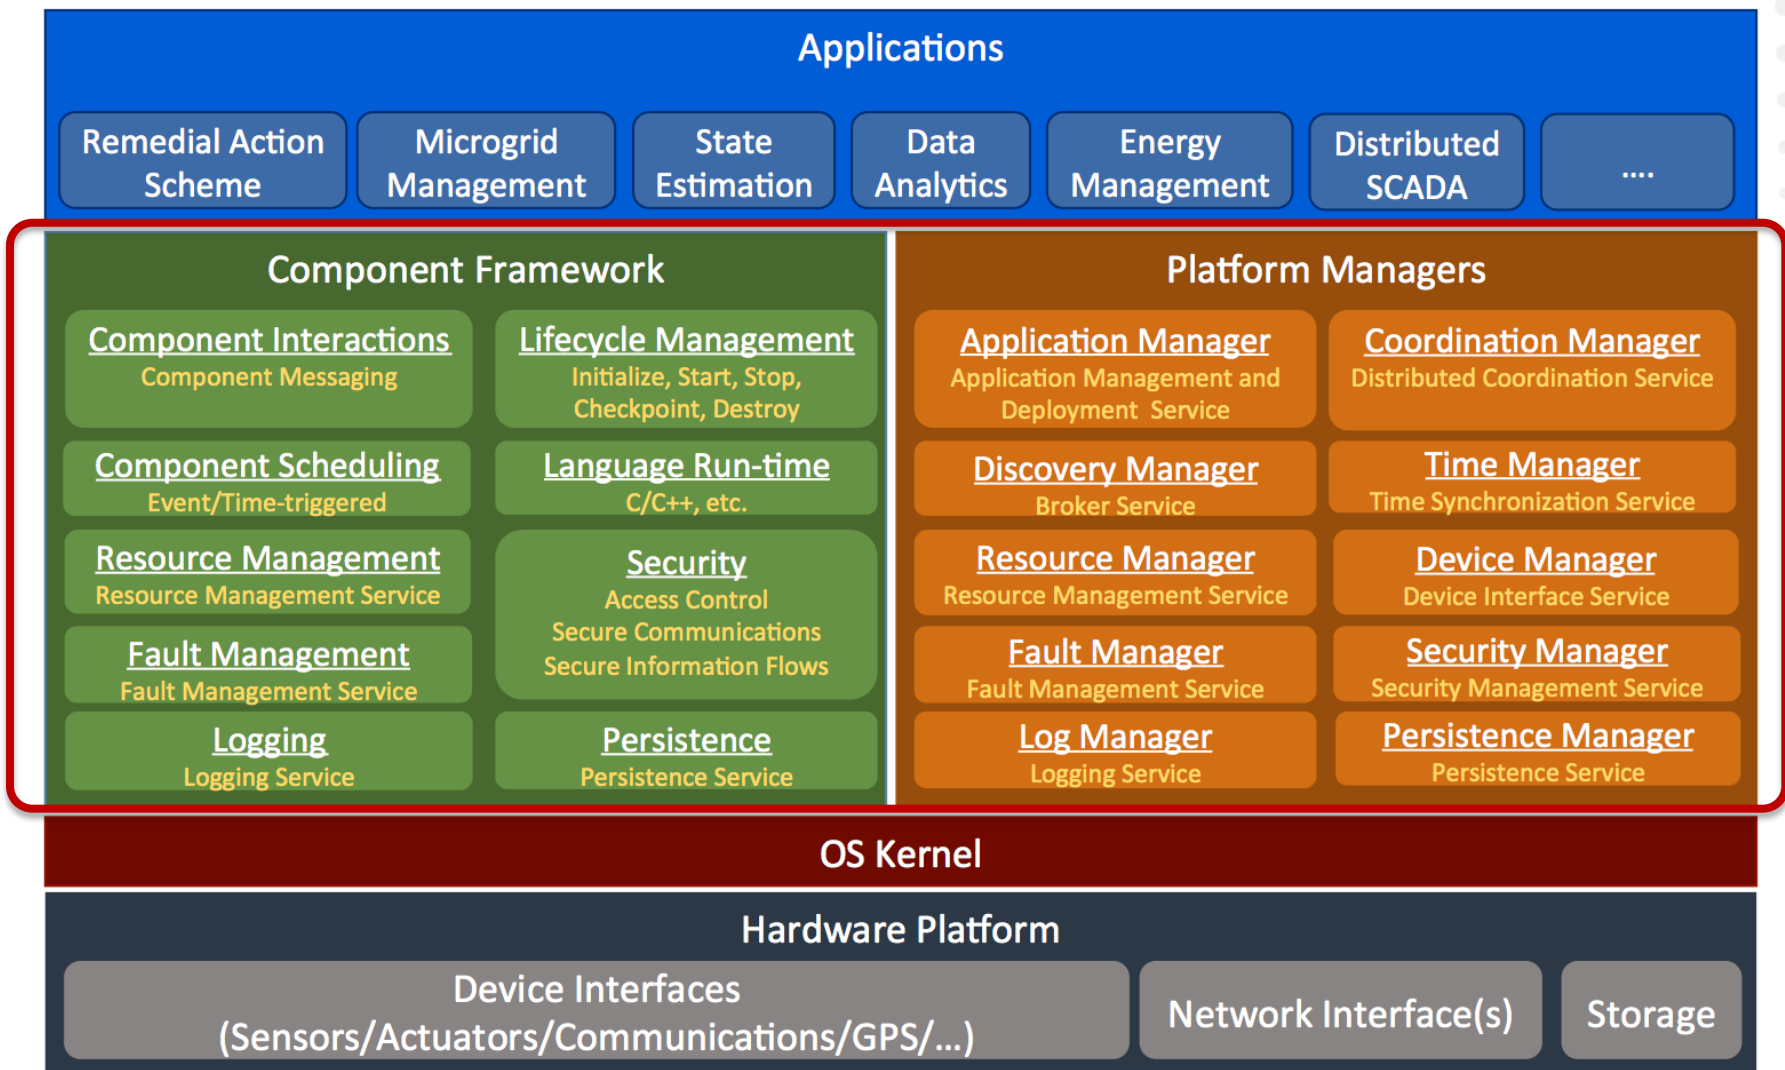 Applications
Remedial Action
Scheme
Microgrid
Management
State
Estimation
Data
Analytics
Energy
Management
Distributed
SCADA
....
Component Framework
Component Interactions
Component Messaging
Lifecycle Management
Initialize, Start, Stop,
Checkpoint, Destroy
Component Scheduling
Event/Time-triggered
Language Run-time
C/C++, etc.
Resource Management
Resource Management Service
Security
Access Control
Secure Communications
Secure Information Flows
Fault Management
Fault Management Service
Logging
Logging Service
Persistence
Persistence Service
Platform Managers
Application Manager
Application Management and
Deployment Service
Coordination Manager
Distributed Coordination Service
Discovery Manager
Broker Service
Time Manager
Time Synchronization Service
Resource Manager
Resource Management Service
Device Manager
Device Interface Service
Fault Manager
Fault Management Service
Security Manager
Security Management Service
Log Manager
Logging Service
Persistence Manager
Persistence Service
OS Kernel
Hardware Platform
Device Interfaces
(Sensors/Actuators/Communications/GPS/...)
Network Interface(s)
Storage